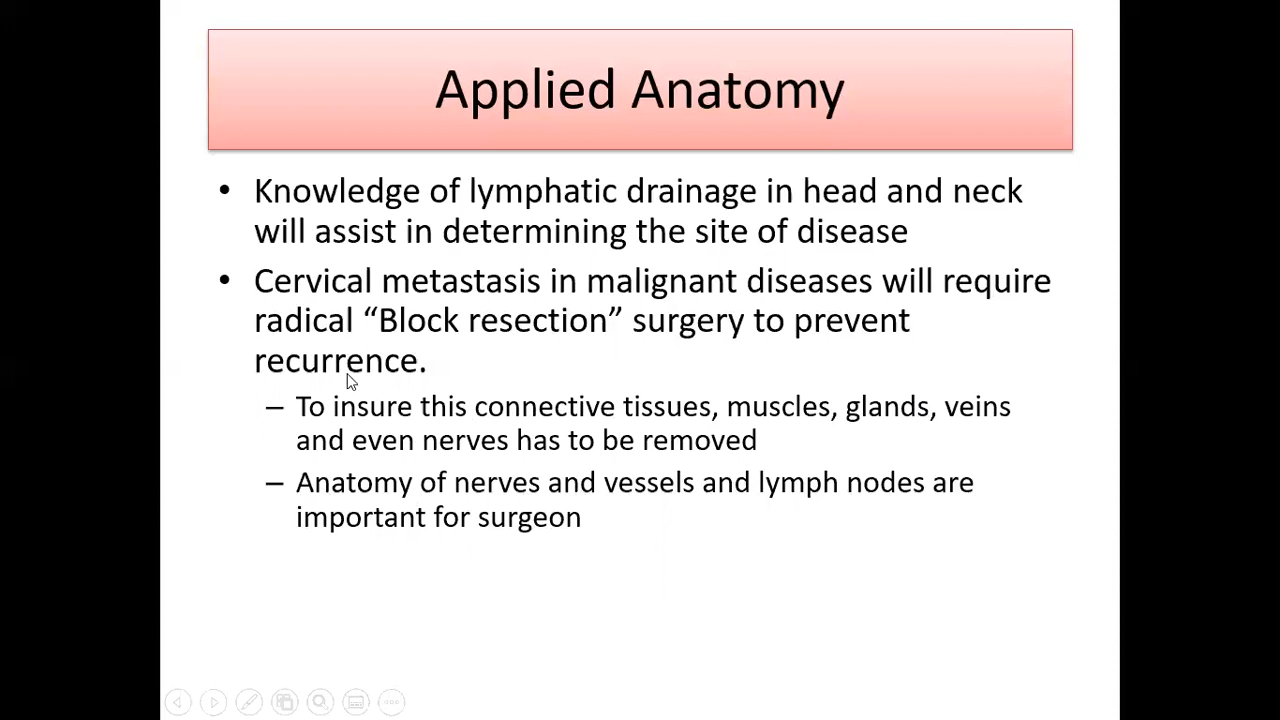 Applied Anatomy
• Knowledge of lymphatic drainage in head and neck
will assist in determining the site of disease
• Cervical metastasis in malignant diseases will require
radical “Block resection” surgery to prevent
recurrence.
– To insure this connective tissues, muscles, glands, veins
and even nerves has to be removed
– Anatomy of nerves and vessels and lymph nodes are
important for surgeon